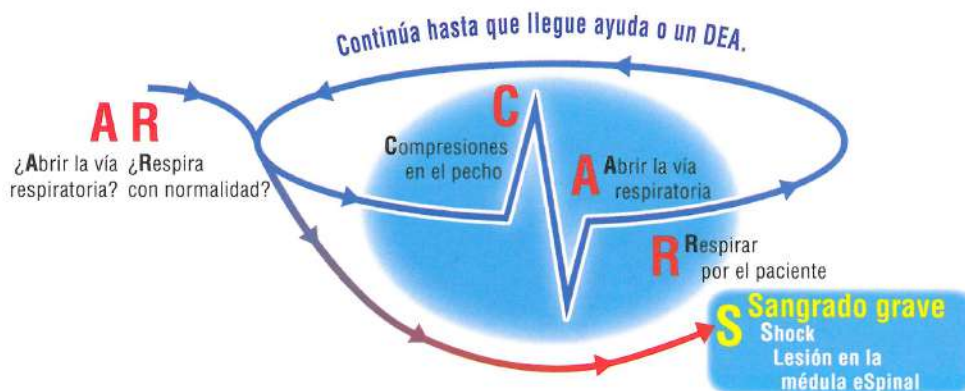 Continúa hasta que llegue ayuda o un DEA.
A R
¿Abrir la vía respiratoria?
¿Respira con normalidad?
C
Compresiones
en el pecho
A
Abrir la vía
respiratoria
R
Respirar
por el paciente
S
Sangrado grave
Shock
Lesión en la
médula eSpinal